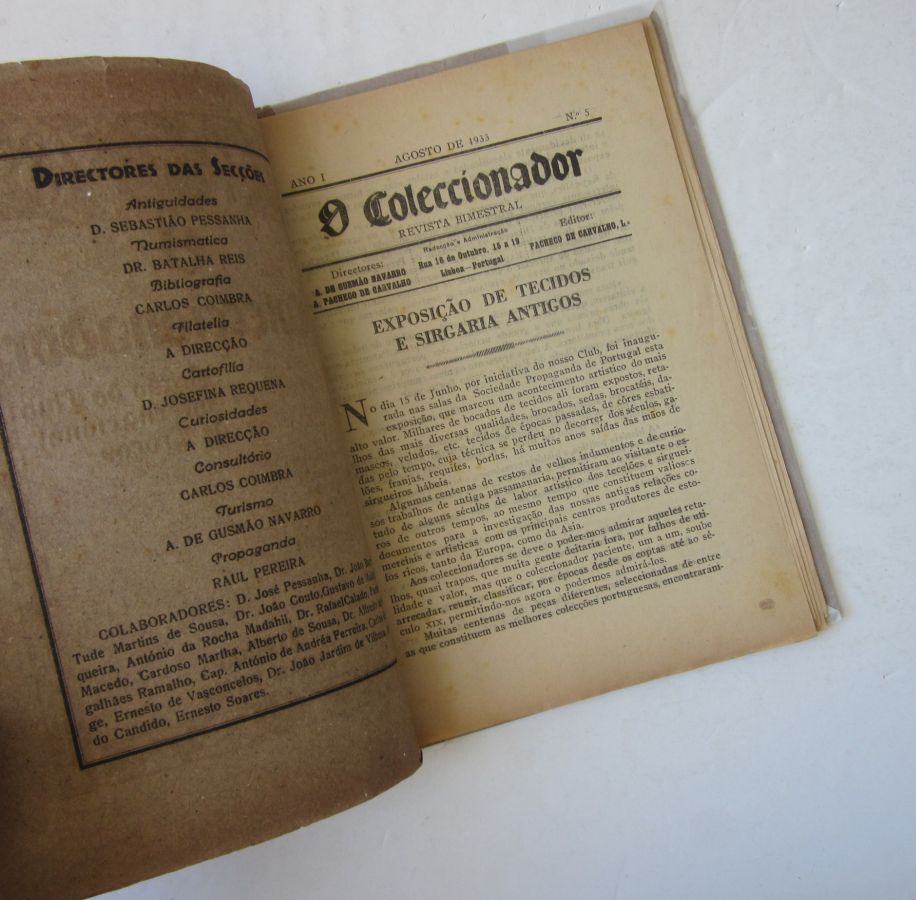 DIRECTORES DAS SECÇÕES
Antiguidades
D. SEBASTIÃO PESSANHA
Numismatica
DR. BATALHA REIS
Bibliografia
CARLOS COIMBRA
Filatelia
A DIRECÇÃO
Cartofilia
D. JOSEFINA REQUENA
Curiosidades
A DIRECÇÃO
Consultório
CARLOS COIMBRA
Turismo
A. DE GUSMÃO NAVARRO
Propaganda
RAUL PEREIRA
COLABORADORES: D. José Pessanha, Dr. João
Tude Martins de Sousa, Dr. João Couto, Gustavo de
queira, António da Rocha Madahil, Dr. Rafael Calado,
Macedo, Cardoso Martha, Alberto de Sousa, Dr. Alfredo
galhães Ramalho, Cap. António de Andréa Ferreira,
ge, Ernesto de Vasconcelos, Dr. João Jardim de Vilhena
do Candido, Ernesto Soares.
ANO I AGOSTO DE 1933 N.º 5
O Coleccionador
REVISTA BIMESTRAL
Directores:
A. DE GUSMÃO NAVARRO
A. PACHECO DE CARVALHO
Redacção e Administração
Rua 16 de Outubro, 15 a 19
Lisboa-Portugal
Editor:
PACHECO DE CARVALHO, L.
EXPOSIÇÃO DE TECIDOS
E SIRGARIA ANTIGOS
No dia 15 de Junho, por iniciativa do nosso Club, foi inaugu-
rada nas salas da Sociedade Propaganda de Portugal esta
exposição, que marcou um acontecimento artístico do mais
alto valor. Milhares de bocados de tecidos ali foram expostos, reta-
lhos das mais diversas qualidades, brocados, sedas, brocatéis, da-
mascos, veludos, etc. tecidos de épocas passadas, de côres esbati-
das pelo tempo, cuja técnica se perdeu no decorrer dos séculos, ga-
lões, franjas, requifes, borlas, há muitos anos saídas das mãos de
sirgueiros hábeis.
Algumas centenas de restos de velhos indumentos e de curio-
sos trabalhos de antiga passamanaria, permitiram ao visitante o es-
tudo de alguns séculos de labor artístico dos tecelões e sirguei-
ros de outros tempos, ao mesmo tempo que constituem valiosos
documentos para a investigação das nossas antigas relações co-
merciais e artísticas com os principais centros produtores de esto-
fos ricos, tanto da Europa, como da Asia.
Aos coleccionadores se deve o poder-mos admirar aqueles reta-
lhos, quasi trapos, que muita gente deitaria fora, por falhos de uti-
lidade e valor, mas que o coleccionador paciente, um a um, soube
arrecadar, reunir, classificar, por épocas desde os coptas até ao sé-
culo XIX, permitindo-nos agora o podermos admirá-los.
Muitas centenas de peças diferentes, seleccionadas de entre
as que constituem as melhores colecções portuguesas, encontraram-